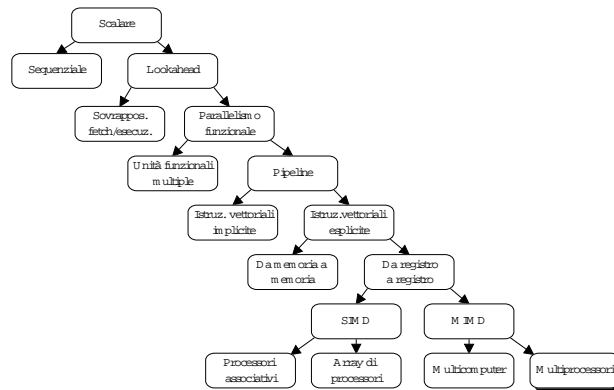 Scalare
Sequenziale
Lookahead
Sovrappos.
fetch/esecuz.
Parallelismo
funzionale
Unità funzionali
multiple
Pipeline
Istruz. vettoriali
implicite
Istruz.vettoriali
esplicite
Da memoria a
memoria
Da registro
a registro
SIMD
MIMD
Processori
associativi
Array di
processori
Multicomputer
Multiprocessori